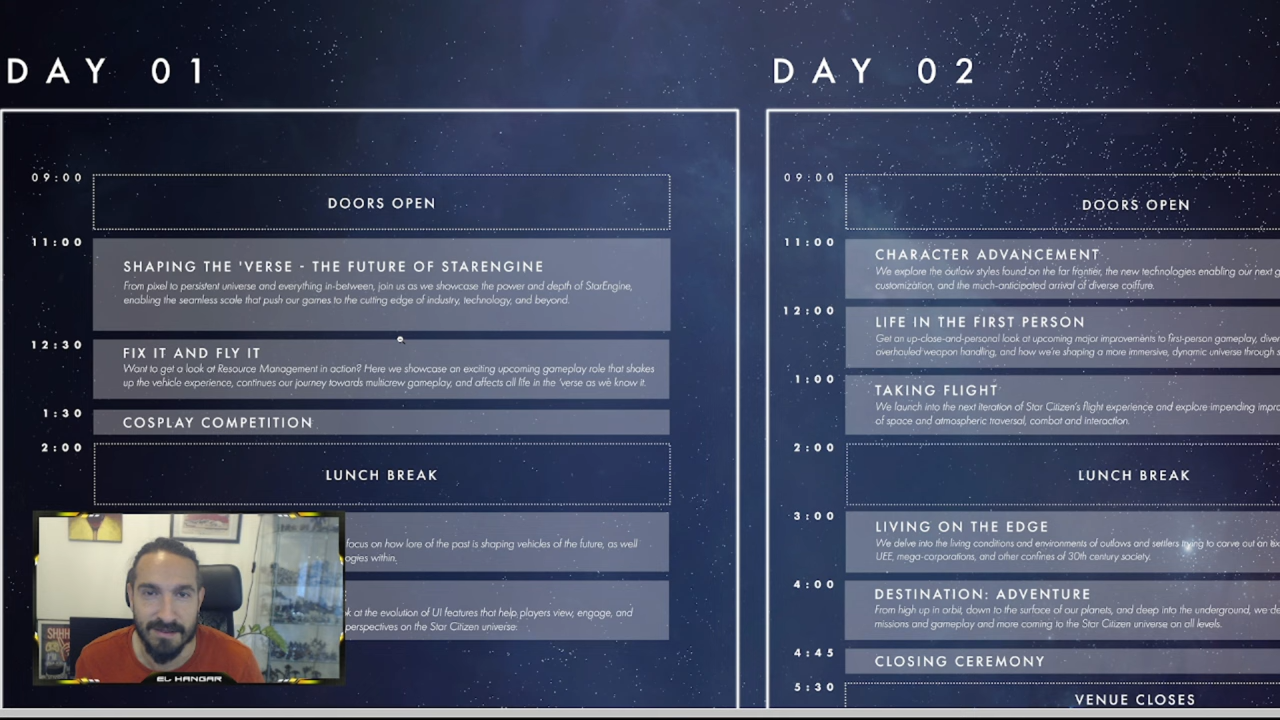 DAY 01
09:00
DOORS OPEN
11:00
SHAPING THE 'VERSE - THE FUTURE OF STARENGINE
From pixel to persistent universe and everything in-between, join us as we showcase the power and depth of StarEngine,
enabling the seamless scale that push our games to the cutting edge of industry, technology, and beyond.
12:30
FIX IT AND FLY IT
Want to get a look at Resource Management in action? Here we showcase an exciting upcoming gameplay role that shakes
up the vehicle experience, continues our journey towards multicrew gameplay, and affects all life in the 'verse as we know it.
1:30
COSPLAY COMPETITION
2:00
LUNCH BREAK
focus on how lore of the past is shaping vehicles of the future, as well
ogies within.
k at the evolution of UI features that help players view, engage, and
perspectives on the Star Citizen universe.
SHHH
EL HANGAR
DAY 02
09:00
DOORS OPEN
11:00
CHARACTER ADVANCEMENT
We explore the outlaw styles found on the far frontier, the new technologies enabling our next g
customization, and the much-anticipated arrival of diverse coiffure.
12:00
LIFE IN THE FIRST PERSON
Get an up-close-and-personal look at upcoming major improvements to first-person gameplay, dive
overhauled weapon handling, and how we're shaping a more immersive, dynamic universe through s
1:00
TAKING FLIGHT
We launch into the next iteration of Star Citizen's flight experience and explore impending impro
of space and atmospheric traversal, combat and interaction.
2:00
LUNCH BREAK
3:00
LIVING ON THE EDGE
We delve into the living conditions and environments of outlaws and settlers trying to carve out an ex
UEE, mega-corporations, and other confines of 30th century society.
4:00
DESTINATION: ADVENTURE
From high up in orbit, down to the surface of our planets, and deep into the underground, we de
missions and gameplay and more coming to the Star Citizen universe on all levels.
4:45
CLOSING CEREMONY
5:30
VENUE CLOSES